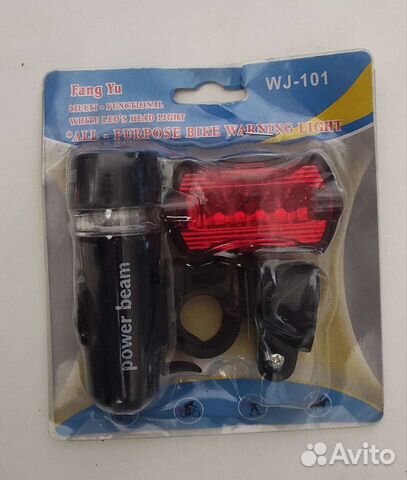 Fang Yu
WJ-101
MULTI - FUNCTIONAL
WHITE LED'S HEAD LIGHT
*ALL - PURPOSE BIKE WARNING LIGHT
power beam
Avito